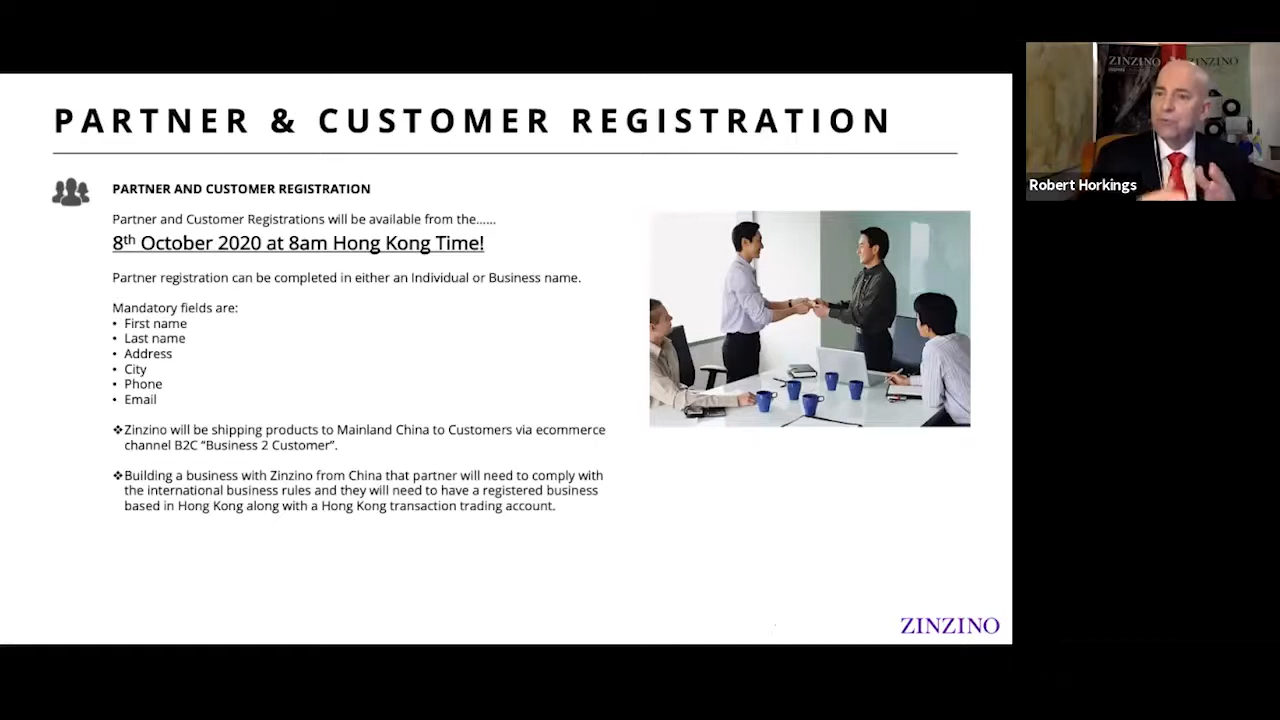 PARTNER & CUSTOMER REGISTRATION
PARTNER AND CUSTOMER REGISTRATION
Partner and Customer Registrations will be available from the......
8th October 2020 at 8am Hong Kong Time!
Partner registration can be completed in either an Individual or Business name.
Mandatory fields are:
• First name
• Last name
• Address
• City
• Phone
• Email
❖Zinzino will be shipping products to Mainland China to Customers via ecommerce
channel B2C “Business 2 Customer”.
❖Building a business with Zinzino from China that partner will need to comply with
the international business rules and they will need to have a registered business
based in Hong Kong along with a Hong Kong transaction trading account.
ZINZINO
ZINZINO
ZINZINO
Robert Horkings